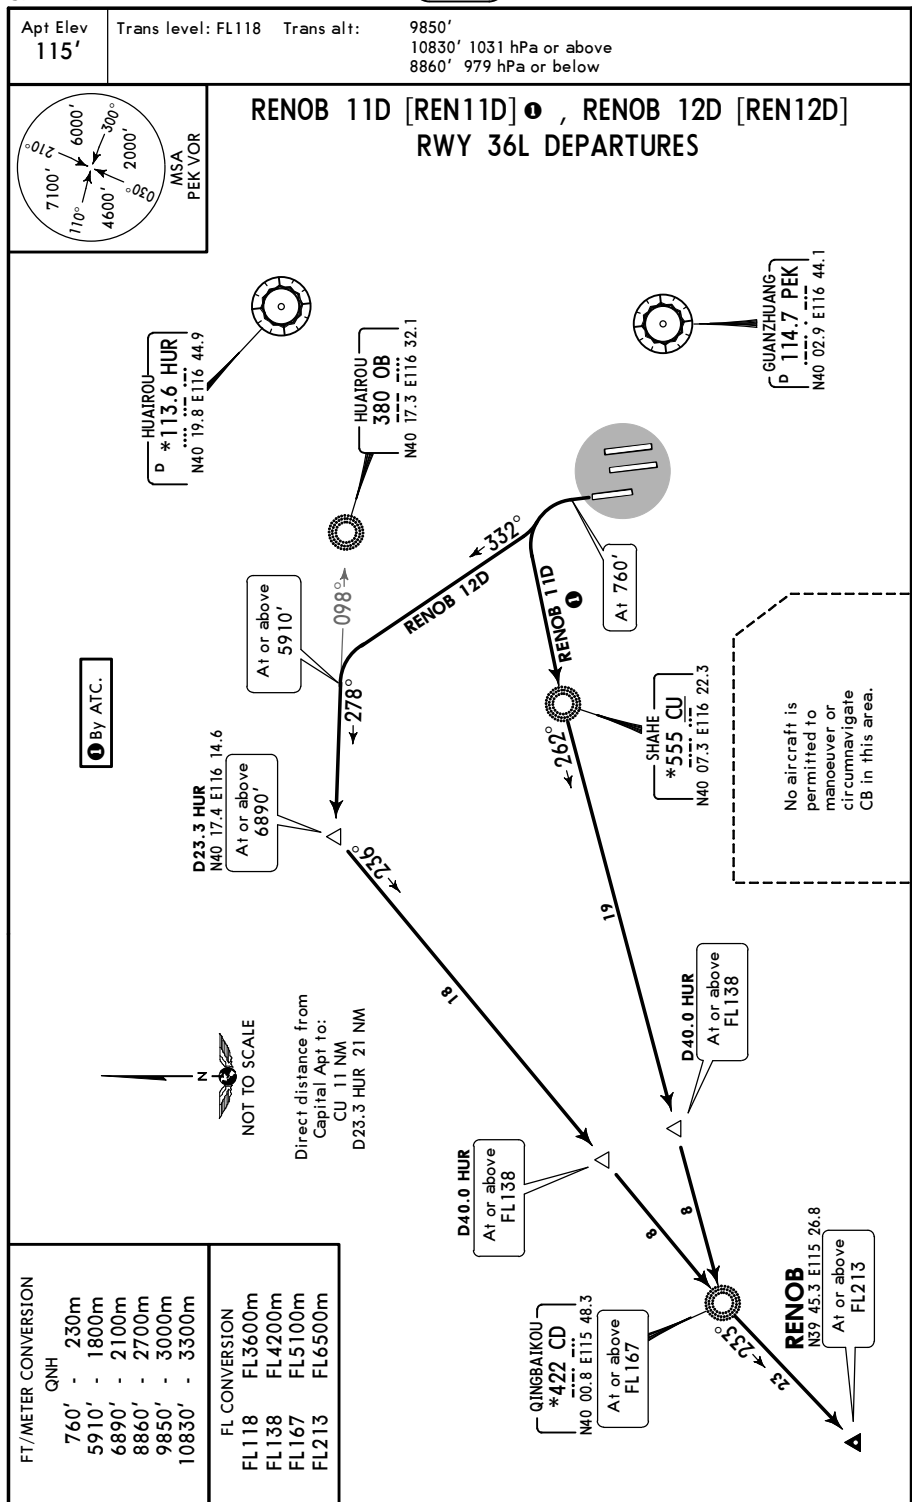 Apt Elev
115'
Trans level: FL118 Trans alt: 9850'
10830' 1031 hPa or above
8860' 979 hPa or below
RENOB 11D [REN11D] ❶ , RENOB 12D [REN12D]
RWY 36L DEPARTURES
210°
6000'
300°
2000'
030°
4600'
110°
7100'
MSA
PEK VOR
HUAIROU
D *113.6 HUR
N40 19.8 E116 44.9
HUAIROU
380 OB
N40 17.3 E116 32.1
GUANZHUANG
D 114.7 PEK
N40 02.9 E116 44.1
332°
RENOB 12D
RENOB 11D
❶
At 760'
098°
At or above
5910'
278°
❶ By ATC.
D23.3 HUR
N40 17.4 E116 14.6
At or above
6890'
236°
SHAHE
*555 CU
N40 07.3 E116 22.3
262°
No aircraft is
permitted to
manoeuver or
circumnavigate
CB in this area.
19
18
D40.0 HUR
At or above
FL138
N
NOT TO SCALE
Direct distance from
Capital Apt to:
CU 11 NM
D23.3 HUR 21 NM
D40.0 HUR
At or above
FL138
8
8
QINGBAIKOU
*422 CD
N40 00.8 E115 48.3
At or above
FL167
233°
23
RENOB
N39 45.3 E115 26.8
At or above
FL213
FT/METER CONVERSION
QNH
760' - 230m
5910' - 1800m
6890' - 2100m
8860' - 2700m
9850' - 3000m
10830' - 3300m
FL CONVERSION
FL118 FL3600m
FL138 FL4200m
FL167 FL5100m
FL213 FL6500m